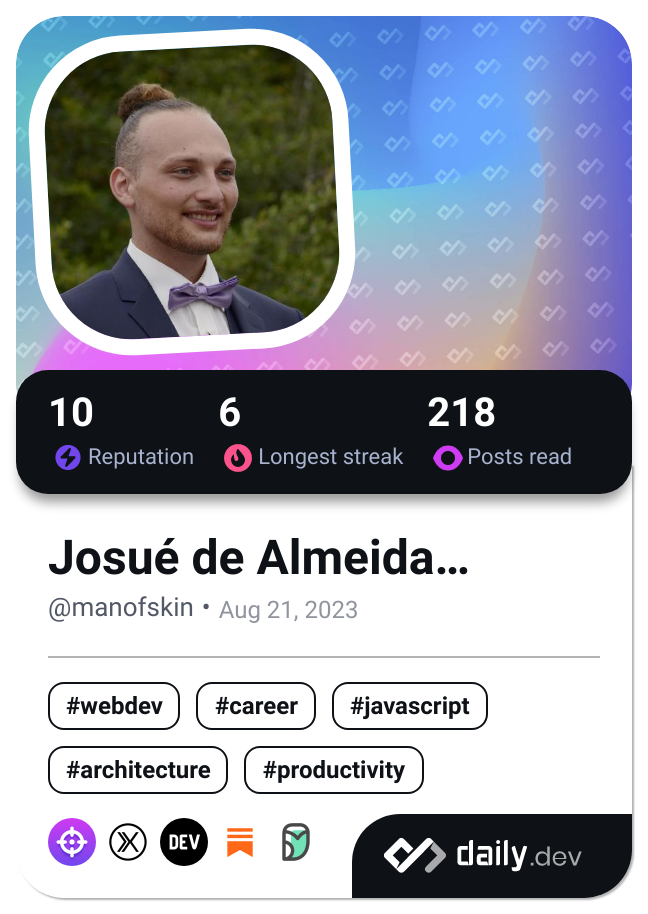 10 6 218
Reputation Longest streak Posts read
Josué de Almeida...
@manofskin • Aug 21, 2023
#webdev #career #javascript
#architecture #productivity
DEV daily.dev